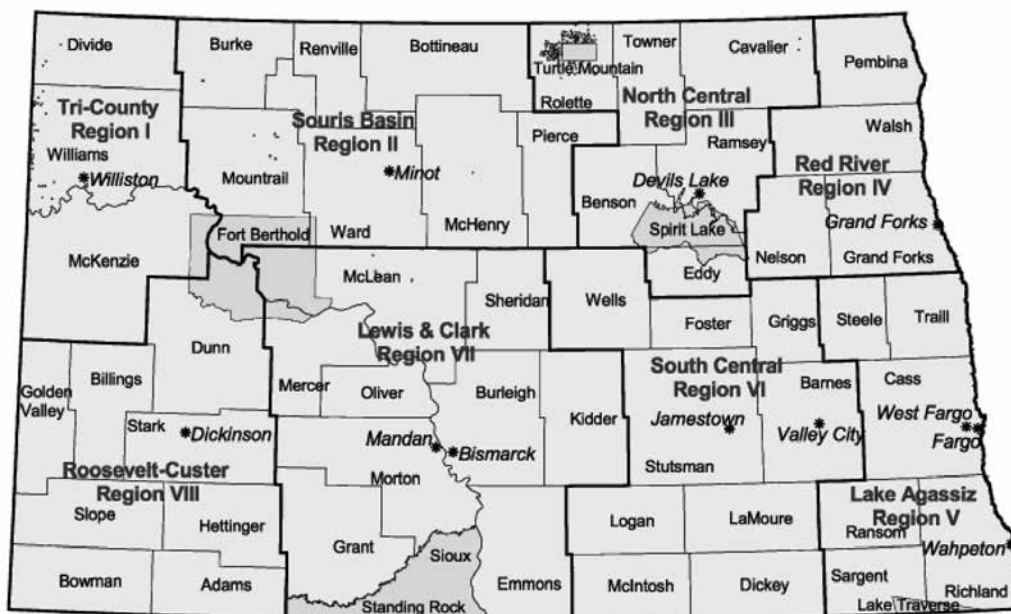 Divide
Burke
Renville
Bottineau
Towner
Cavalier
Pembina
Turtle Mountain
Rolette
Tri-County
Region I
Souris Basin
Region II
North Central
Region III
Pierce
Ramsey
Walsh
Williams
Williston
Mountrail
Minot
Benson
Devils Lake
Red River
Region IV
McKenzie
Fort Berthold
Ward
McHenry
Spirit Lake
Grand Forks
Nelson
Grand Forks
Eddy
McLean
Sheridan
Wells
Foster
Griggs
Steele
Traill
Dunn
Lewis & Clark
Region VII
Golden
Valley
Billings
Mercer
Oliver
Burleigh
Kidder
South Central
Region VI
Barnes
Cass
Stark
Dickinson
Mandan
Bismarck
Jamestown
Valley City
West Fargo
Fargo
Roosevelt-Custer
Region VIII
Morton
Stutsman
Slope
Hettinger
Logan
LaMoure
Lake Agassiz
Region V
Ransom
Wahpeton
Grant
Sioux
Bowman
Adams
Standing Rock
Emmons
McIntosh
Dickey
Sargent
Richland
Lake Traverse